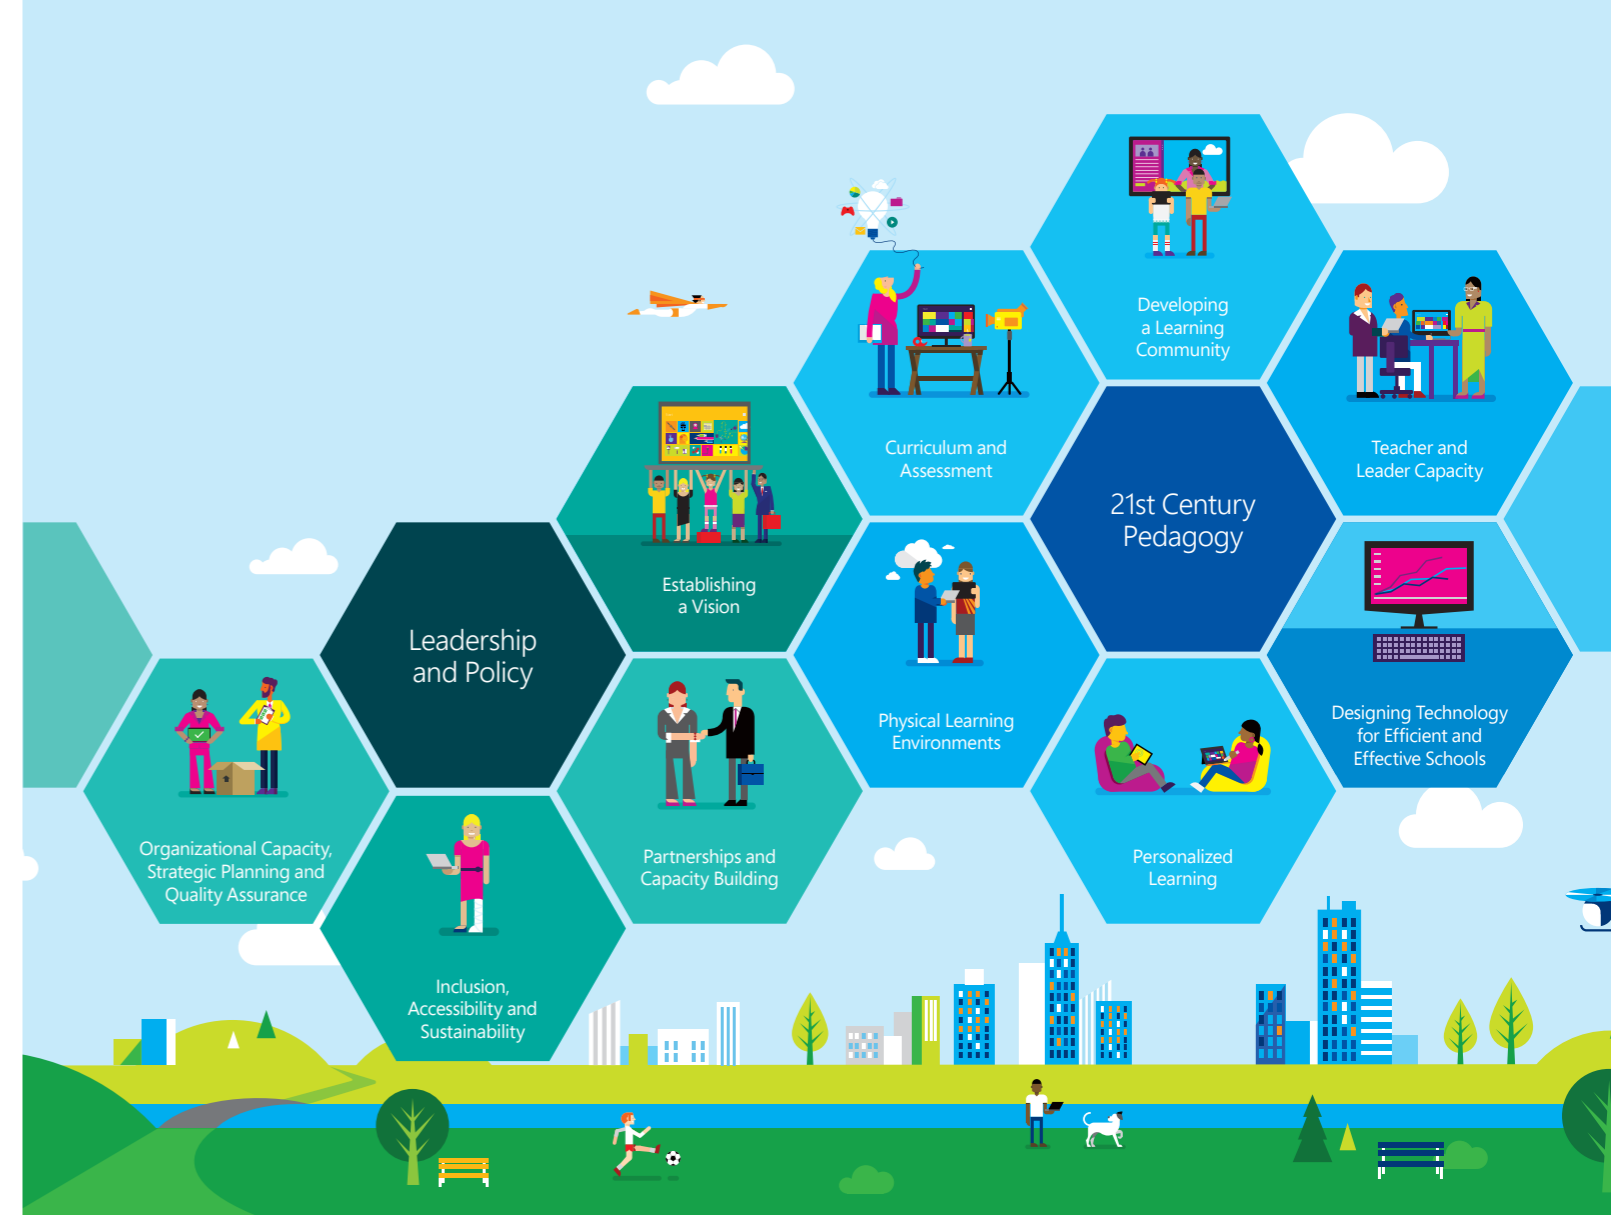 Developing
a Learning
Community
Curriculum and
Assessment
Teacher and
Leader Capacity
21st Century
Pedagogy
Establishing
a Vision
Leadership
and Policy
Physical Learning
Environments
Designing Technology
for Efficient and
Effective Schools
Organizational Capacity,
Strategic Planning and
Quality Assurance
Partnerships and
Capacity Building
Personalized
Learning
Inclusion,
Accessibility and
Sustainability